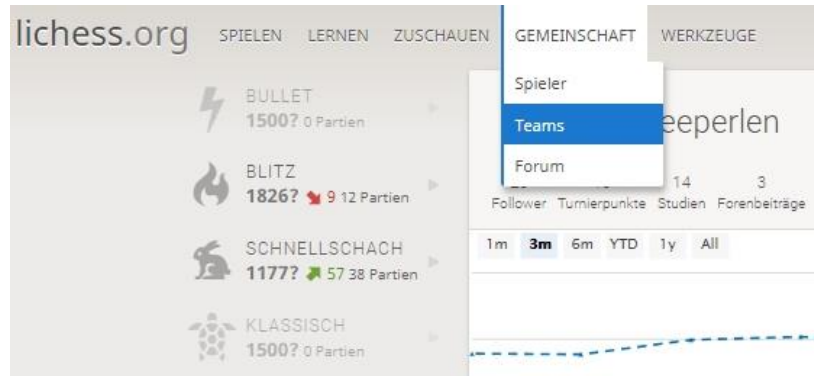 lichess.org SPIELEN LERNEN ZUSCHAUEN GEMEINSCHAFT WERKZEUGE
Spieler
Teams
Forum
BULLET
1500? 0 Partien
BLITZ
1826? 9 12 Partien
SCHNELLSCHACH
1177? 57 38 Partien
KLASSISCH
1500? 0 Partien
eeperlen
14 3
Follower Turnierpunkte Studien Forenbeiträge
1m 3m 6m YTD 1y All